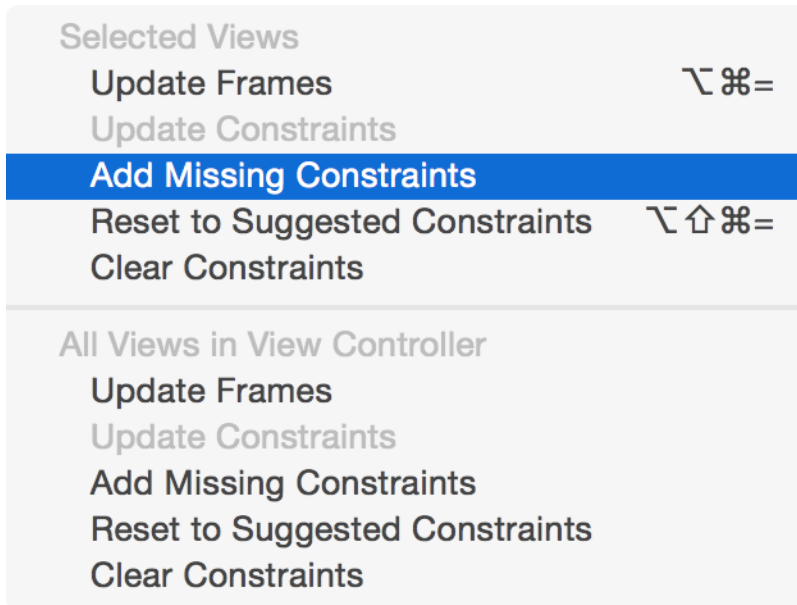 Selected Views
Update Frames ⌥⌘=
Update Constraints
Add Missing Constraints
Reset to Suggested Constraints ⌥⇧⌘=
Clear Constraints
All Views in View Controller
Update Frames
Update Constraints
Add Missing Constraints
Reset to Suggested Constraints
Clear Constraints